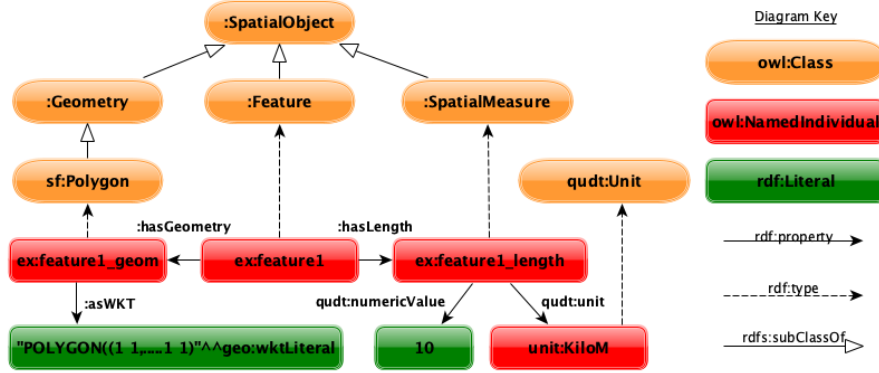 :SpatialObject
Diagram Key
owl:Class
:Geometry
:Feature
:SpatialMeasure
owl:NamedIndividual
sf:Polygon
qudt:Unit
rdf:Literal
:hasGeometry
:hasLength
rdf:property
ex:feature1_geom
ex:feature1
ex:feature1_length
:asWKT
qudt:numericValue
qudt:unit
rdf:type
"POLYGON((1 1,.....1 1)"^^geo:wktLiteral
10
unit:KiloM
rdfs:subClassOf